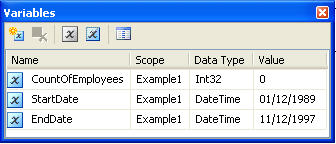 Variables
Name Scope Data Type Value
CountOfEmployees Example1 Int32 0
StartDate Example1 DateTime 01/12/1989
EndDate Example1 DateTime 11/12/1997